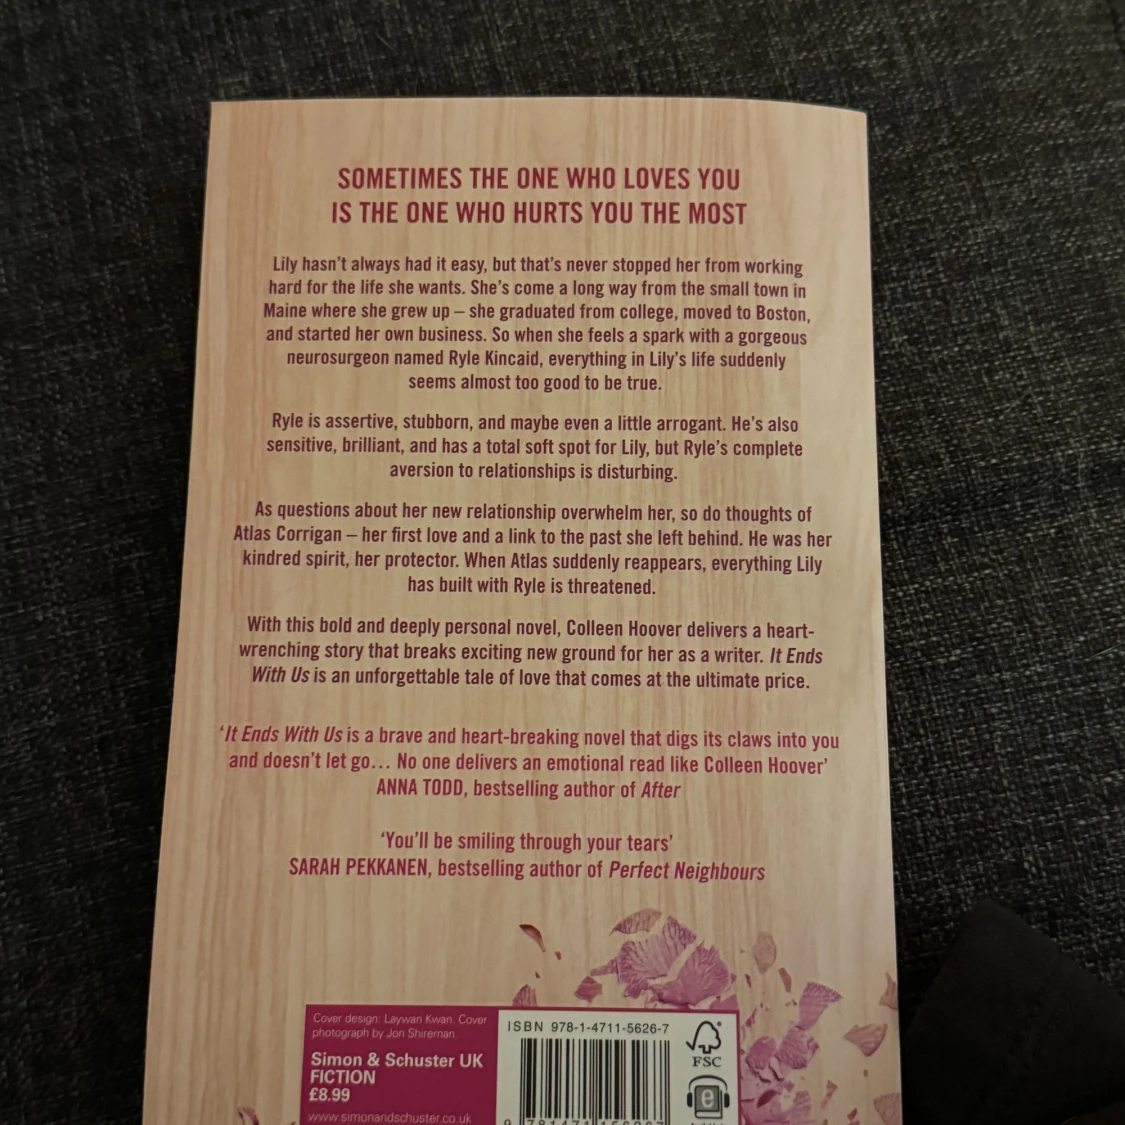 SOMETIMES THE ONE WHO LOVES YOU
IS THE ONE WHO HURTS YOU THE MOST
Lily hasn't always had it easy, but that's never stopped her from working
hard for the life she wants. She's come a long way from the small town in
Maine where she grew up – she graduated from college, moved to Boston,
and started her own business. So when she feels a spark with a gorgeous
neurosurgeon named Ryle Kincaid, everything in Lily's life suddenly
seems almost too good to be true.
Ryle is assertive, stubborn, and maybe even a little arrogant. He's also
sensitive, brilliant, and has a total soft spot for Lily, but Ryle's complete
aversion to relationships is disturbing.
As questions about her new relationship overwhelm her, so do thoughts of
Atlas Corrigan – her first love and a link to the past she left behind. He was her
kindred spirit, her protector. When Atlas suddenly reappears, everything Lily
has built with Ryle is threatened.
With this bold and deeply personal novel, Colleen Hoover delivers a heart-
wrenching story that breaks exciting new ground for her as a writer. It Ends
With Us is an unforgettable tale of love that comes at the ultimate price.
'It Ends With Us is a brave and heart-breaking novel that digs its claws into you
and doesn't let go… No one delivers an emotional read like Colleen Hoover'
ANNA TODD, bestselling author of After
'You'll be smiling through your tears'
SARAH PEKKANEN, bestselling author of Perfect Neighbours
Cover design: Laywan Kwan. Cover
photograph by Jon Shireman.
Simon & Schuster UK
FICTION
£8.99
www.simonandschuster.co.uk
ISBN 978-1-4711-5626-7
FSC
e